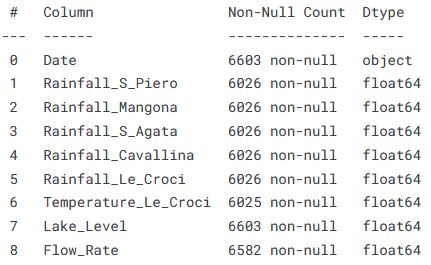 #   Column                Non-Null Count  Dtype
---  ------                --------------  -----
0   Date                  6603 non-null   object
1   Rainfall_S_Piero      6026 non-null   float64
2   Rainfall_Mangona      6026 non-null   float64
3   Rainfall_S_Agata      6026 non-null   float64
4   Rainfall_Cavallina    6026 non-null   float64
5   Rainfall_Le_Croci     6026 non-null   float64
6   Temperature_Le_Croci  6025 non-null   float64
7   Lake_Level            6603 non-null   float64
8   Flow_Rate             6582 non-null   float64